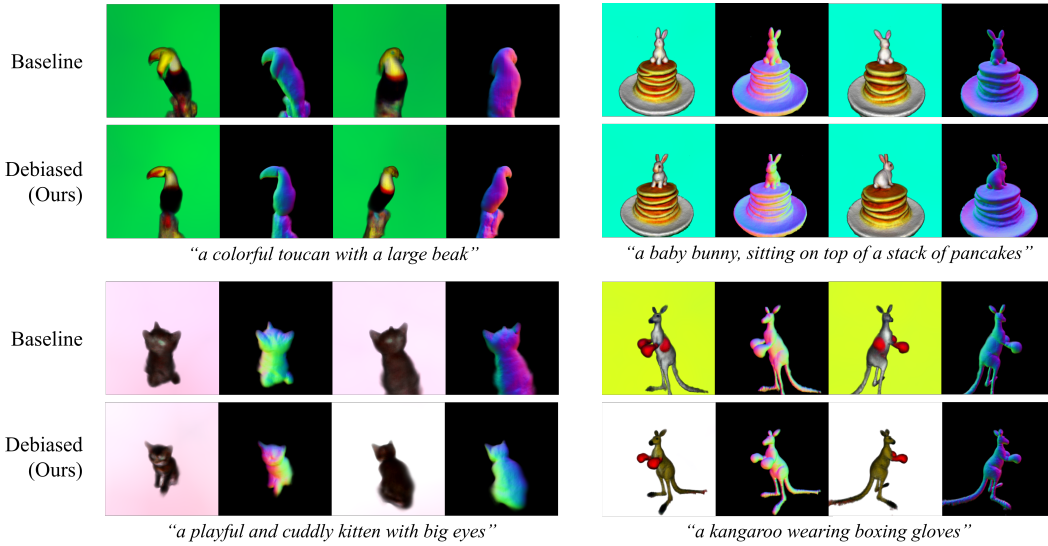 Baseline
Debiased
(Ours)
“a colorful toucan with a large beak”
“a baby bunny, sitting on top of a stack of pancakes”
Baseline
Debiased
(Ours)
“a playful and cuddly kitten with big eyes”
“a kangaroo wearing boxing gloves”